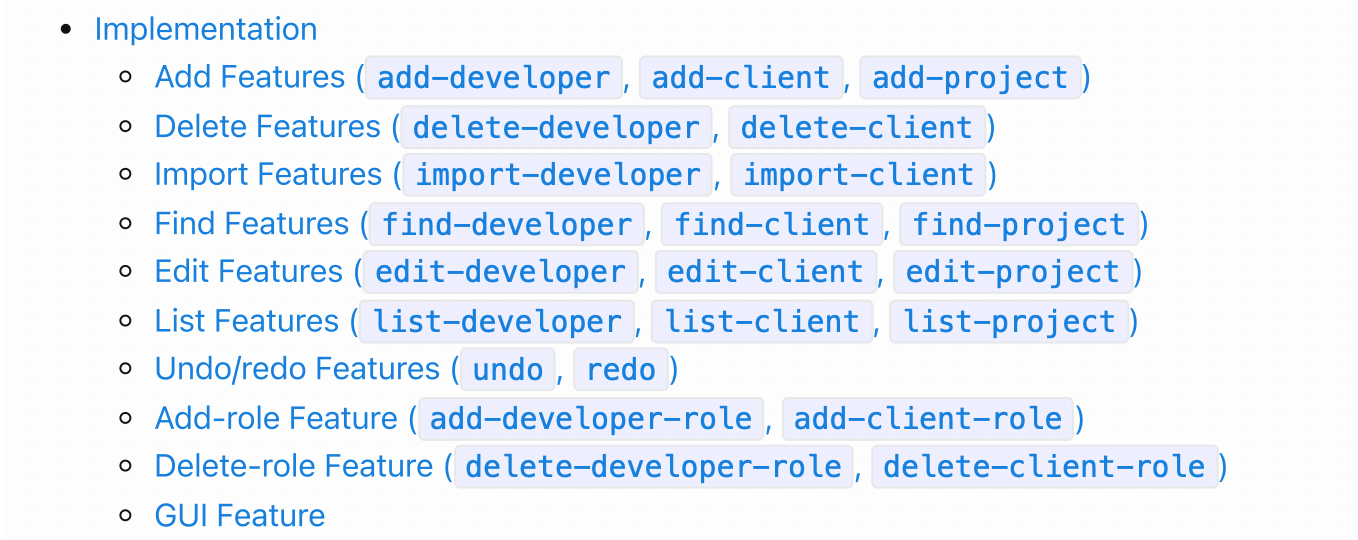 Implementation
Add Features (add-developer, add-client, add-project)
Delete Features (delete-developer, delete-client)
Import Features (import-developer, import-client)
Find Features (find-developer, find-client, find-project)
Edit Features (edit-developer, edit-client, edit-project)
List Features (list-developer, list-client, list-project)
Undo/redo Features (undo, redo)
Add-role Feature (add-developer-role, add-client-role)
Delete-role Feature (delete-developer-role, delete-client-role)
GUI Feature